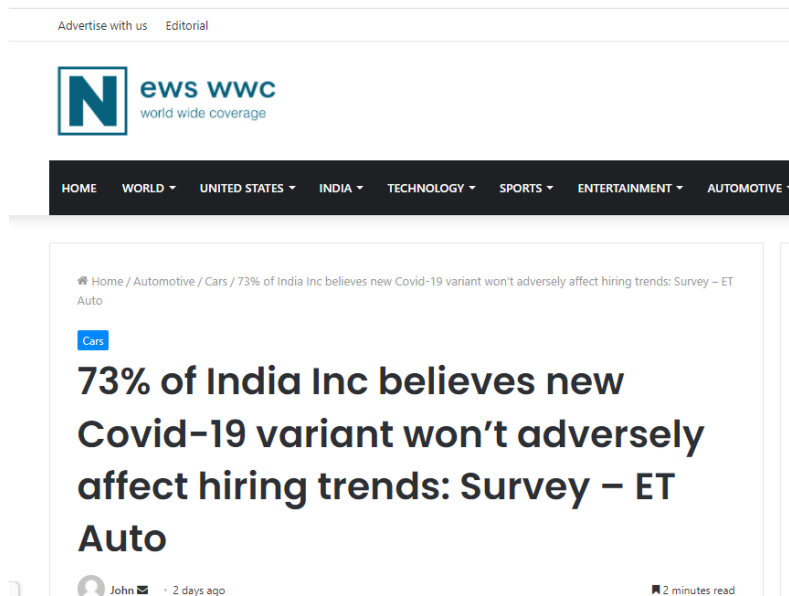 Advertise with us Editorial
N ews wwc
world wide coverage
HOME WORLD UNITED STATES INDIA TECHNOLOGY SPORTS ENTERTAINMENT AUTOMOTIVE
Home / Automotive / Cars / 73% of India Inc believes new Covid-19 variant won't adversely affect hiring trends: Survey – ET
Auto
Cars
73% of India Inc believes new
Covid-19 variant won’t adversely
affect hiring trends: Survey – ET
Auto
John 2 days ago 2 minutes read